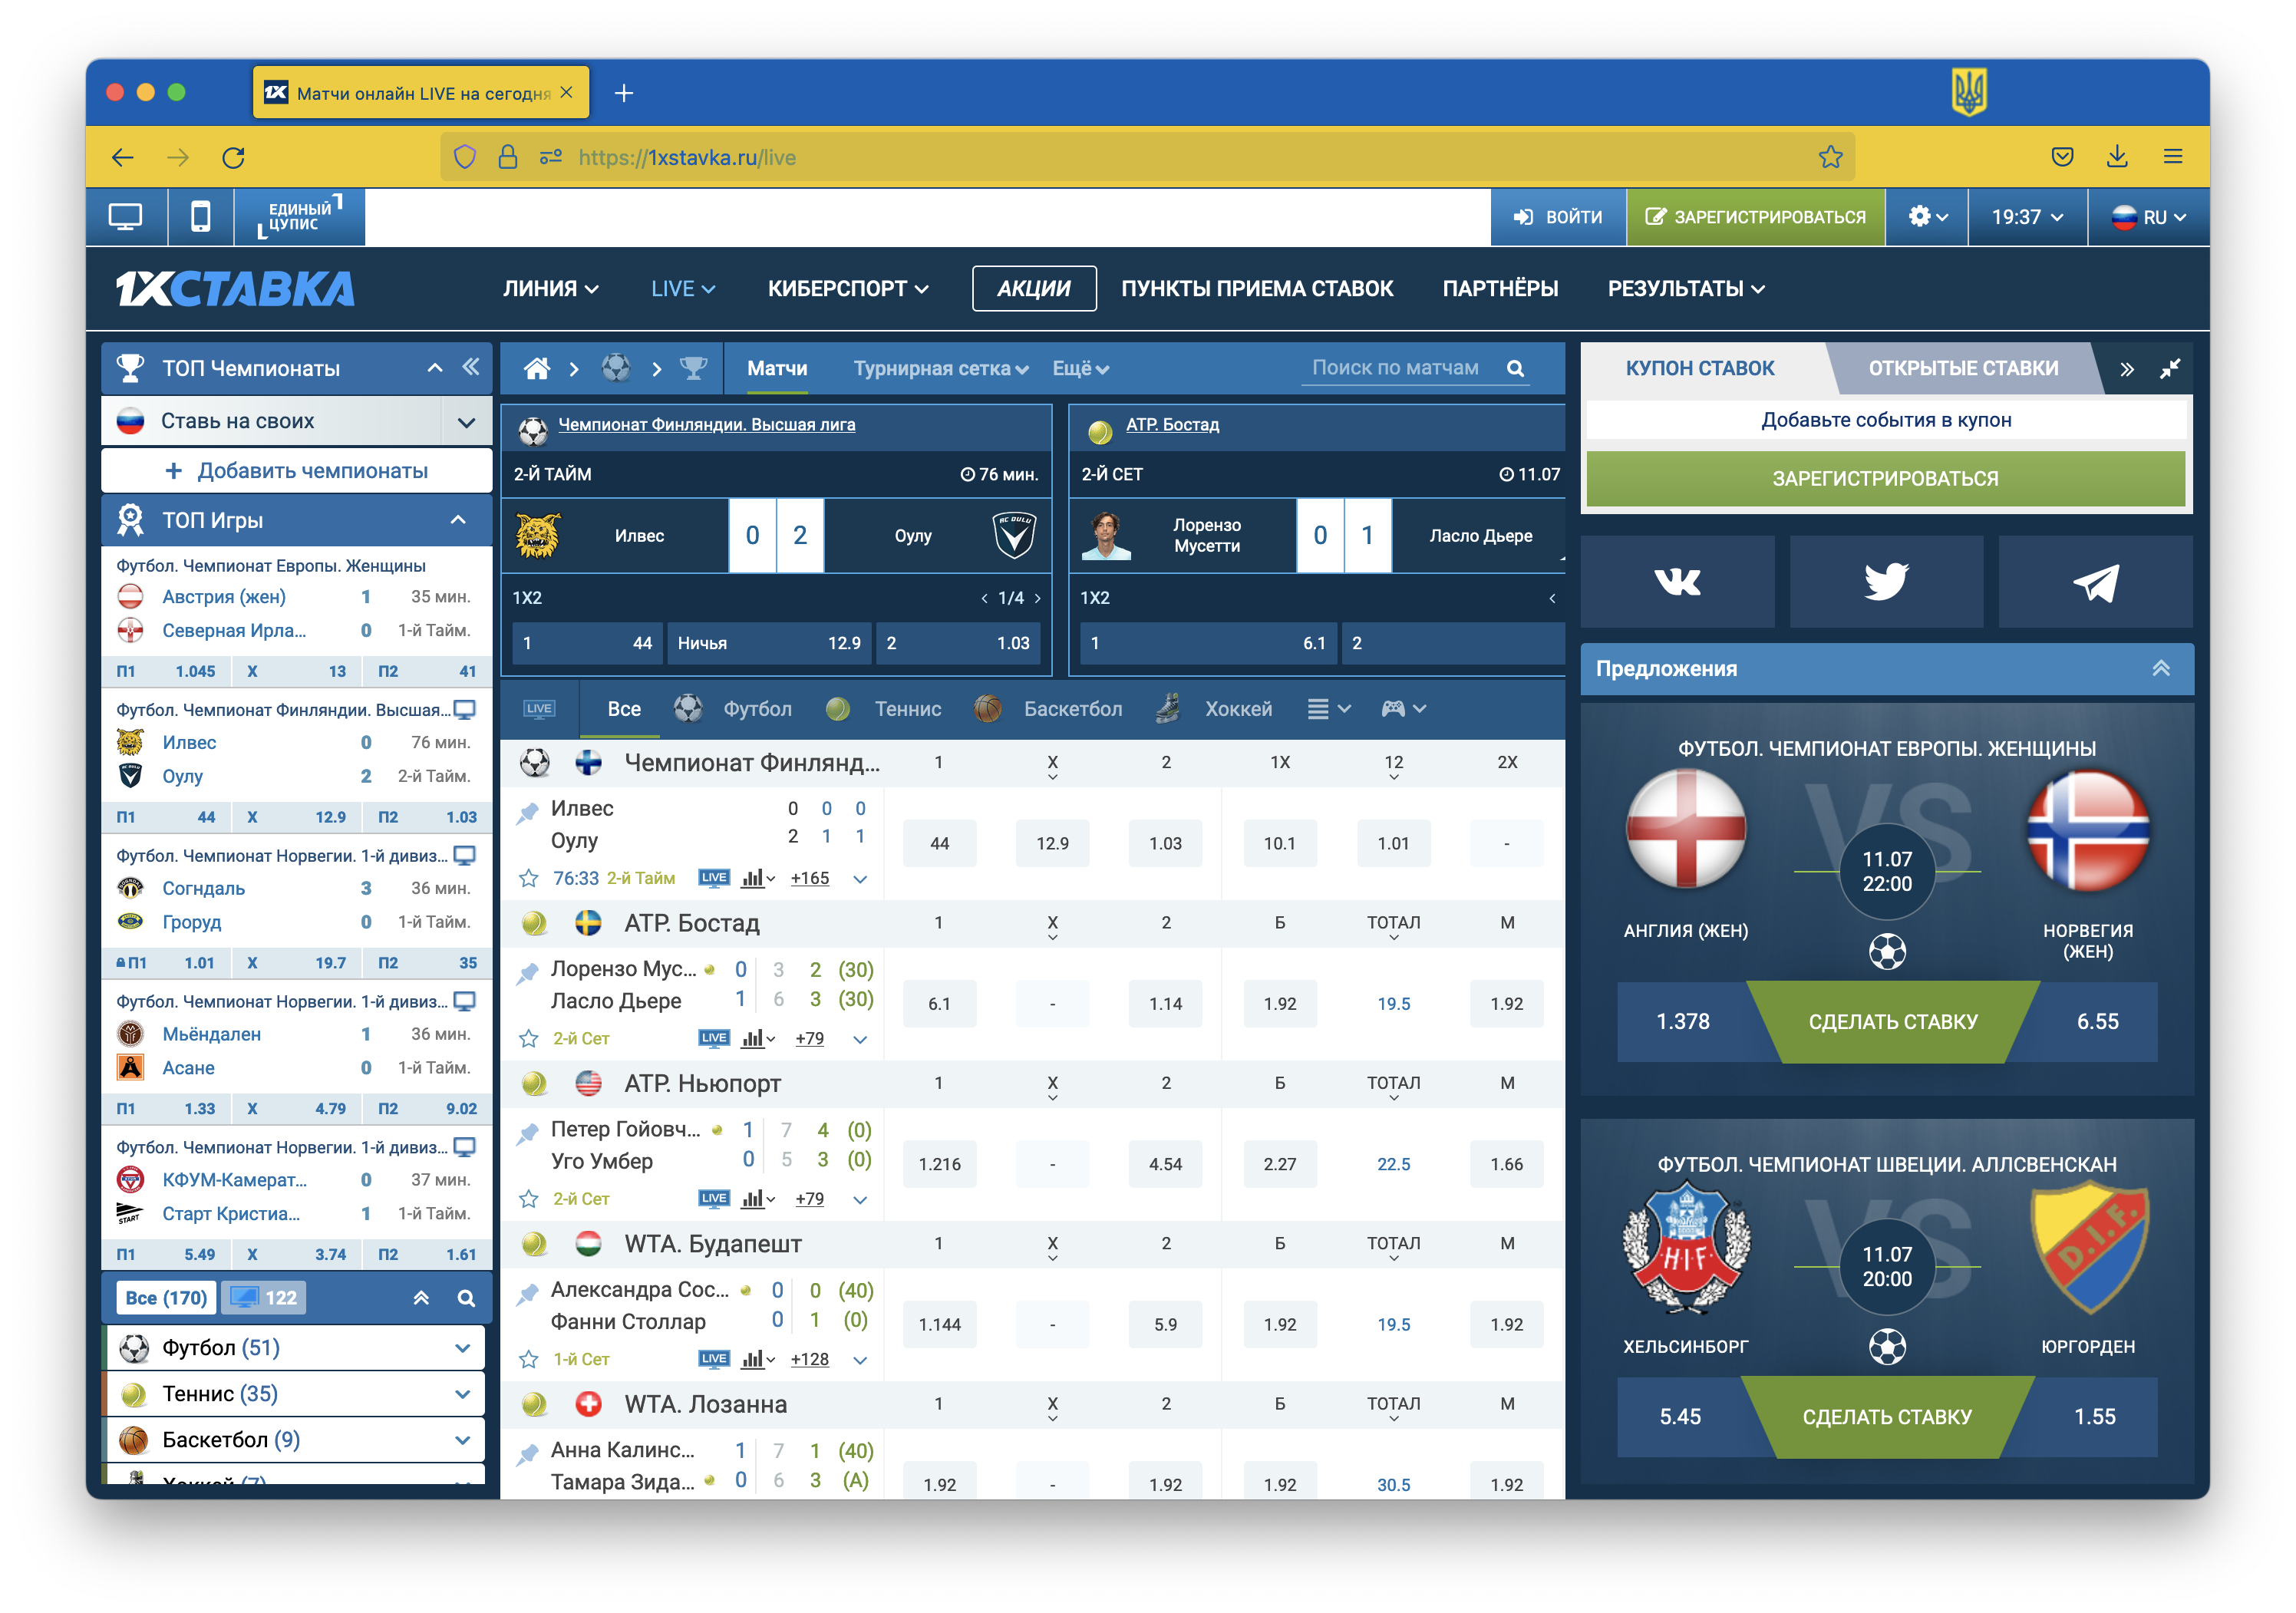 1X Матчи онлайн LIVE на сегодня
https://1xstavka.ru/live
ЕДИНЫЙ
ЦУПИС
ВОЙТИ
ЗАРЕГИСТРИРОВАТЬСЯ
19:37
RU
1XСТАВКА
ЛИНИЯ
LIVE
КИБЕРСПОРТ
АКЦИИ
ПУНКТЫ ПРИЕМА СТАВОК
ПАРТНЁРЫ
РЕЗУЛЬТАТЫ
ТОП Чемпионаты
Ставь на своих
+ Добавить чемпионаты
ТОП Игры
Футбол. Чемпионат Европы. Женщины
Австрия (жен) 1 35 мин.
Северная Ирла... 0 1-й Тайм.
П1 1.045 X 13 П2 41
Футбол. Чемпионат Финляндии. Высшая...
Илвес 0 76 мин.
Оулу 2 2-й Тайм.
П1 44 X 12.9 П2 1.03
Футбол. Чемпионат Норвегии. 1-й дивиз...
Согндаль 3 36 мин.
Гроруд 0 1-й Тайм.
П1 1.01 X 19.7 П2 35
Футбол. Чемпионат Норвегии. 1-й дивиз...
Мьёндален 1 36 мин.
Асане 0 1-й Тайм.
П1 1.33 X 4.79 П2 9.02
Футбол. Чемпионат Норвегии. 1-й дивиз...
КФУМ-Камерат... 0 37 мин.
START Старт Кристиа... 1 1-й Тайм.
П1 5.49 X 3.74 П2 1.61
Все (170) 122
Футбол (51)
Теннис (35)
Баскетбол (9)
Хоккей (7)
Матчи
Турнирная сетка
Ещё
Поиск по матчам
Чемпионат Финляндии. Высшая лига
2-Й ТАЙМ 76 мин.
Илвес 0 2 Оулу AC OULU
1X2 1/4
1 44 Ничья 12.9 2 1.03
ATP. Бостад
2-Й СЕТ 11.07
Лорензо
Мусетти 0 1 Ласло Дьере
1X2
1 6.1 2
LIVE Все Футбол Теннис Баскетбол Хоккей
Чемпионат Финлянд... 1 X 2 1X 12 2X
Илвес 0 0 0
Оулу 2 1 1
44 12.9 1.03 10.1 1.01 -
76:33 2-й Тайм LIVE +165
ATP. Бостад 1 X 2 Б ТОТАЛ М
Лорензо Мус... 0 3 2 (30)
Ласло Дьере 1 6 3 (30)
6.1 - 1.14 1.92 19.5 1.92
2-й Сет LIVE +79
ATP. Ньюпорт 1 X 2 Б ТОТАЛ М
Петер Гойовч... 1 7 4 (0)
Уго Умбер 0 5 3 (0)
1.216 - 4.54 2.27 22.5 1.66
2-й Сет LIVE +79
WTA. Будапешт 1 X 2 Б ТОТАЛ М
Александра Сос... 0 0 (40)
Фанни Столлар 0 1 (0)
1.144 - 5.9 1.92 19.5 1.92
1-й Сет LIVE +128
WTA. Лозанна 1 X 2 Б ТОТАЛ М
Анна Калинс... 1 7 1 (40)
Тамара Зида... 0 6 3 (A)
1.92 - 1.92 1.92 30.5 1.92
КУПОН СТАВОК
ОТКРЫТЫЕ СТАВКИ
Добавьте события в купон
ЗАРЕГИСТРИРОВАТЬСЯ
Предложения
ФУТБОЛ. ЧЕМПИОНАТ ЕВРОПЫ. ЖЕНЩИНЫ
VS
11.07
22:00
АНГЛИЯ (ЖЕН)
НОРВЕГИЯ
(ЖЕН)
1.378 СДЕЛАТЬ СТАВКУ 6.55
ФУТБОЛ. ЧЕМПИОНАТ ШВЕЦИИ. АЛЛСВЕНСКАН
VS
HIF
D.I.F.
11.07
20:00
ХЕЛЬСИНБОРГ
ЮРГОРДЕН
5.45 СДЕЛАТЬ СТАВКУ 1.55